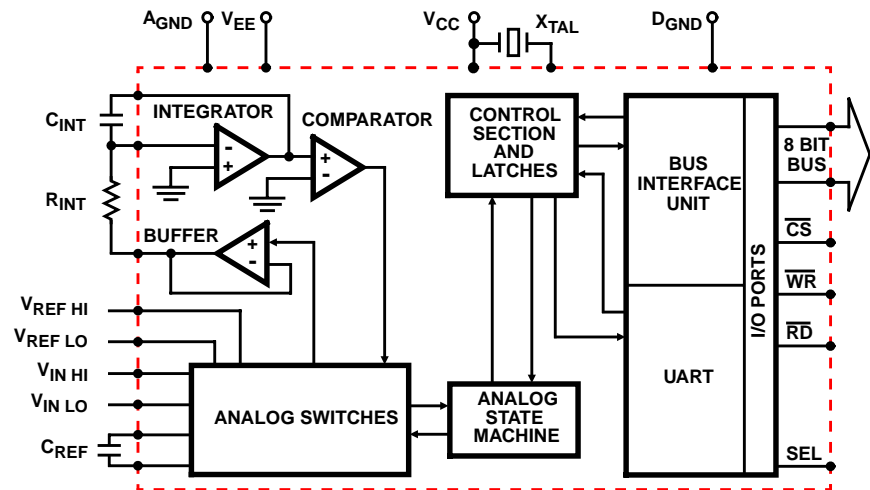 AGND VEE VCC XTAL DGND
INTEGRATOR
COMPARATOR
CINT
-
+
+
-
RINT
BUFFER
+
-
CONTROL
SECTION
AND
LATCHES
BUS
INTERFACE
UNIT
UART
I/O PORTS
8 BIT
BUS
CS
WR
RD
SEL
VREF HI
VREF LO
VIN HI
VIN LO
CREF
ANALOG SWITCHES
ANALOG
STATE
MACHINE